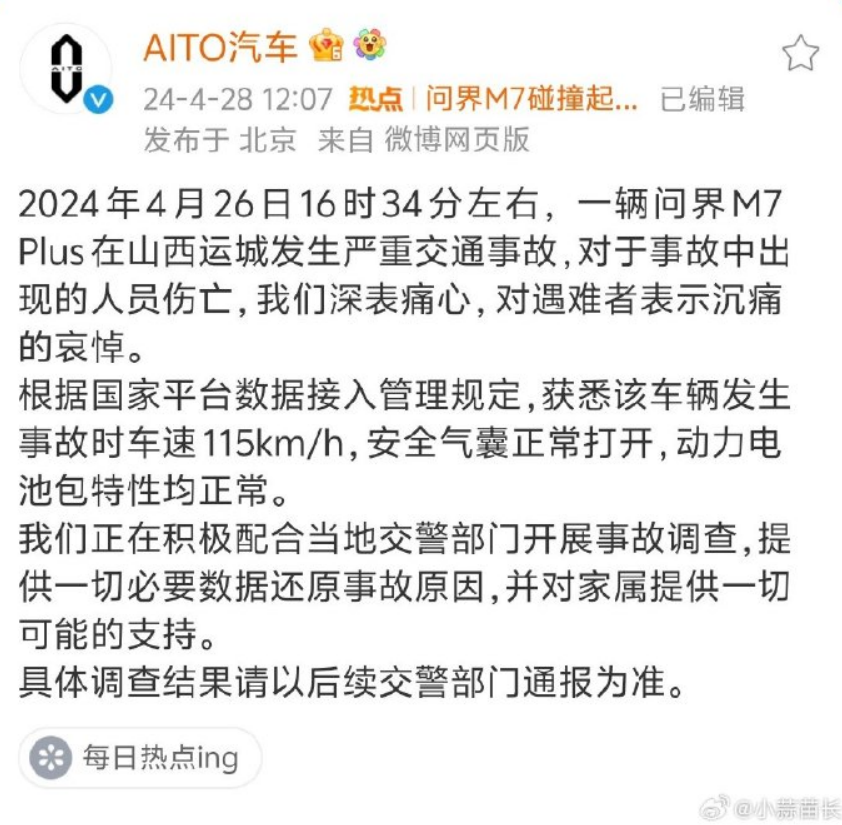 AITO汽车
AITO
24-4-28 12:07 热点 | 问界M7碰撞起... 已编辑
发布于 北京 来自 微博网页版
2024年4月26日16时34分左右，一辆问界M7
Plus在山西运城发生严重交通事故,对于事故中出
现的人员伤亡,我们深表痛心,对遇难者表示沉痛
的哀悼。
根据国家平台数据接入管理规定,获悉该车辆发生
事故时车速115km/h,安全气囊正常打开,动力电
池包特性均正常。
我们正在积极配合当地交警部门开展事故调查,提
供一切必要数据还原事故原因,并对家属提供一切
可能的支持。
具体调查结果请以后续交警部门通报为准。
每日热点ing
@小蒜苗长